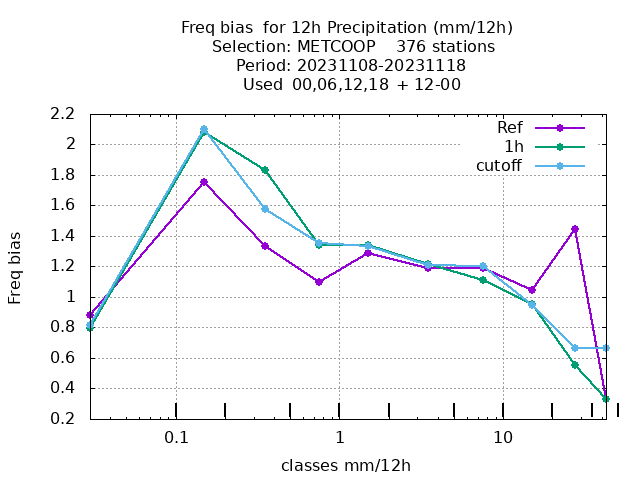 Freq bias  for 12h Precipitation (mm/12h)
Selection: METCOOP    376 stations
Period: 20231108-20231118
Used  00,06,12,18  + 12-00
2.2
2
1.8
1.6
1.4
1.2
1
0.8
0.6
0.4
0.2
Freq bias
Ref
1h
cutoff
0.1
1
10
classes mm/12h